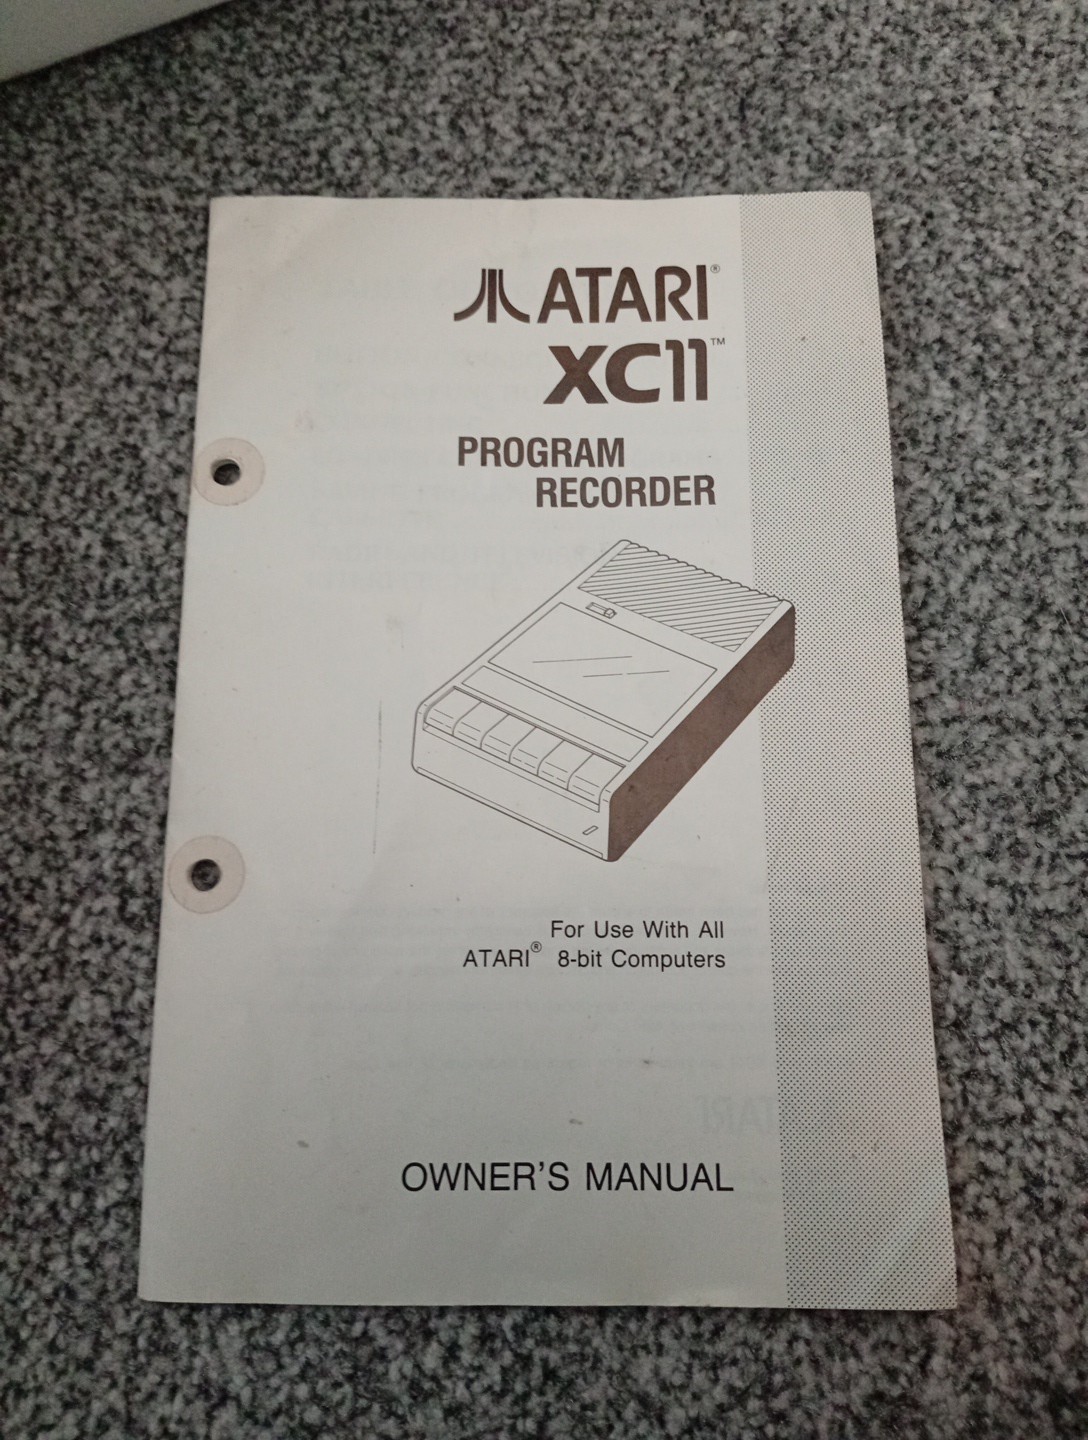 ATARI®
XC11™
PROGRAM
RECORDER
For Use With All
ATARI® 8-bit Computers
OWNER'S MANUAL